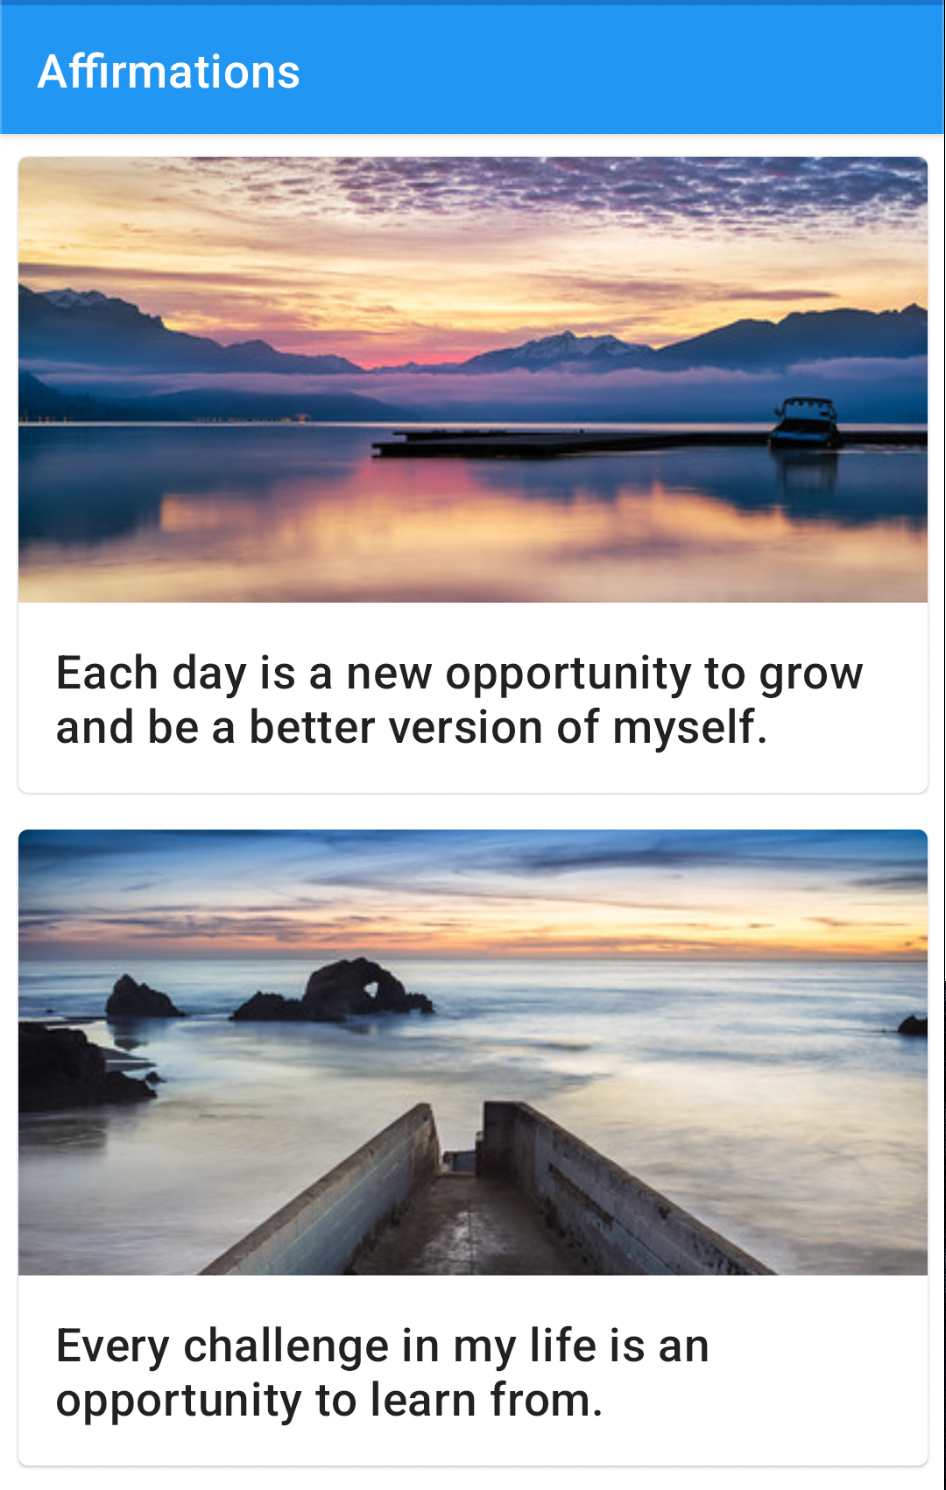 Affirmations
Each day is a new opportunity to grow
and be a better version of myself.
Every challenge in my life is an
opportunity to learn from.